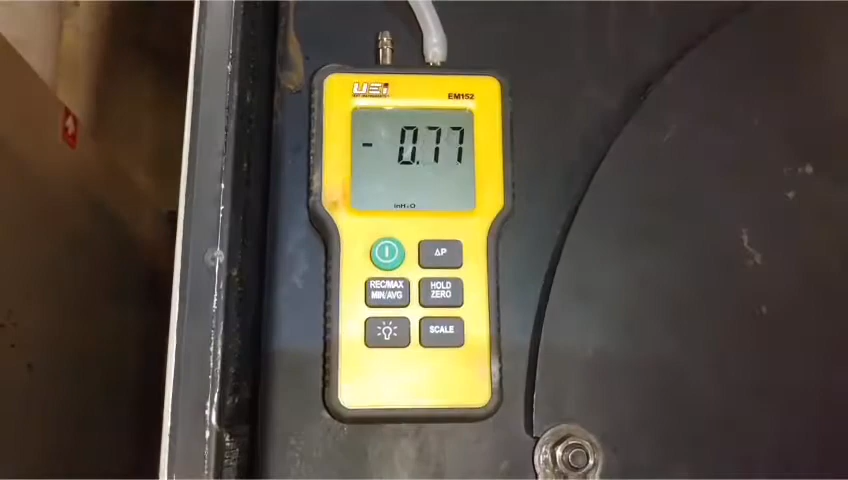 UEi
EM152
- 0.77
inH₂O
ΔP
REC/MAX
MIN/AVG
HOLD
ZERO
SCALE